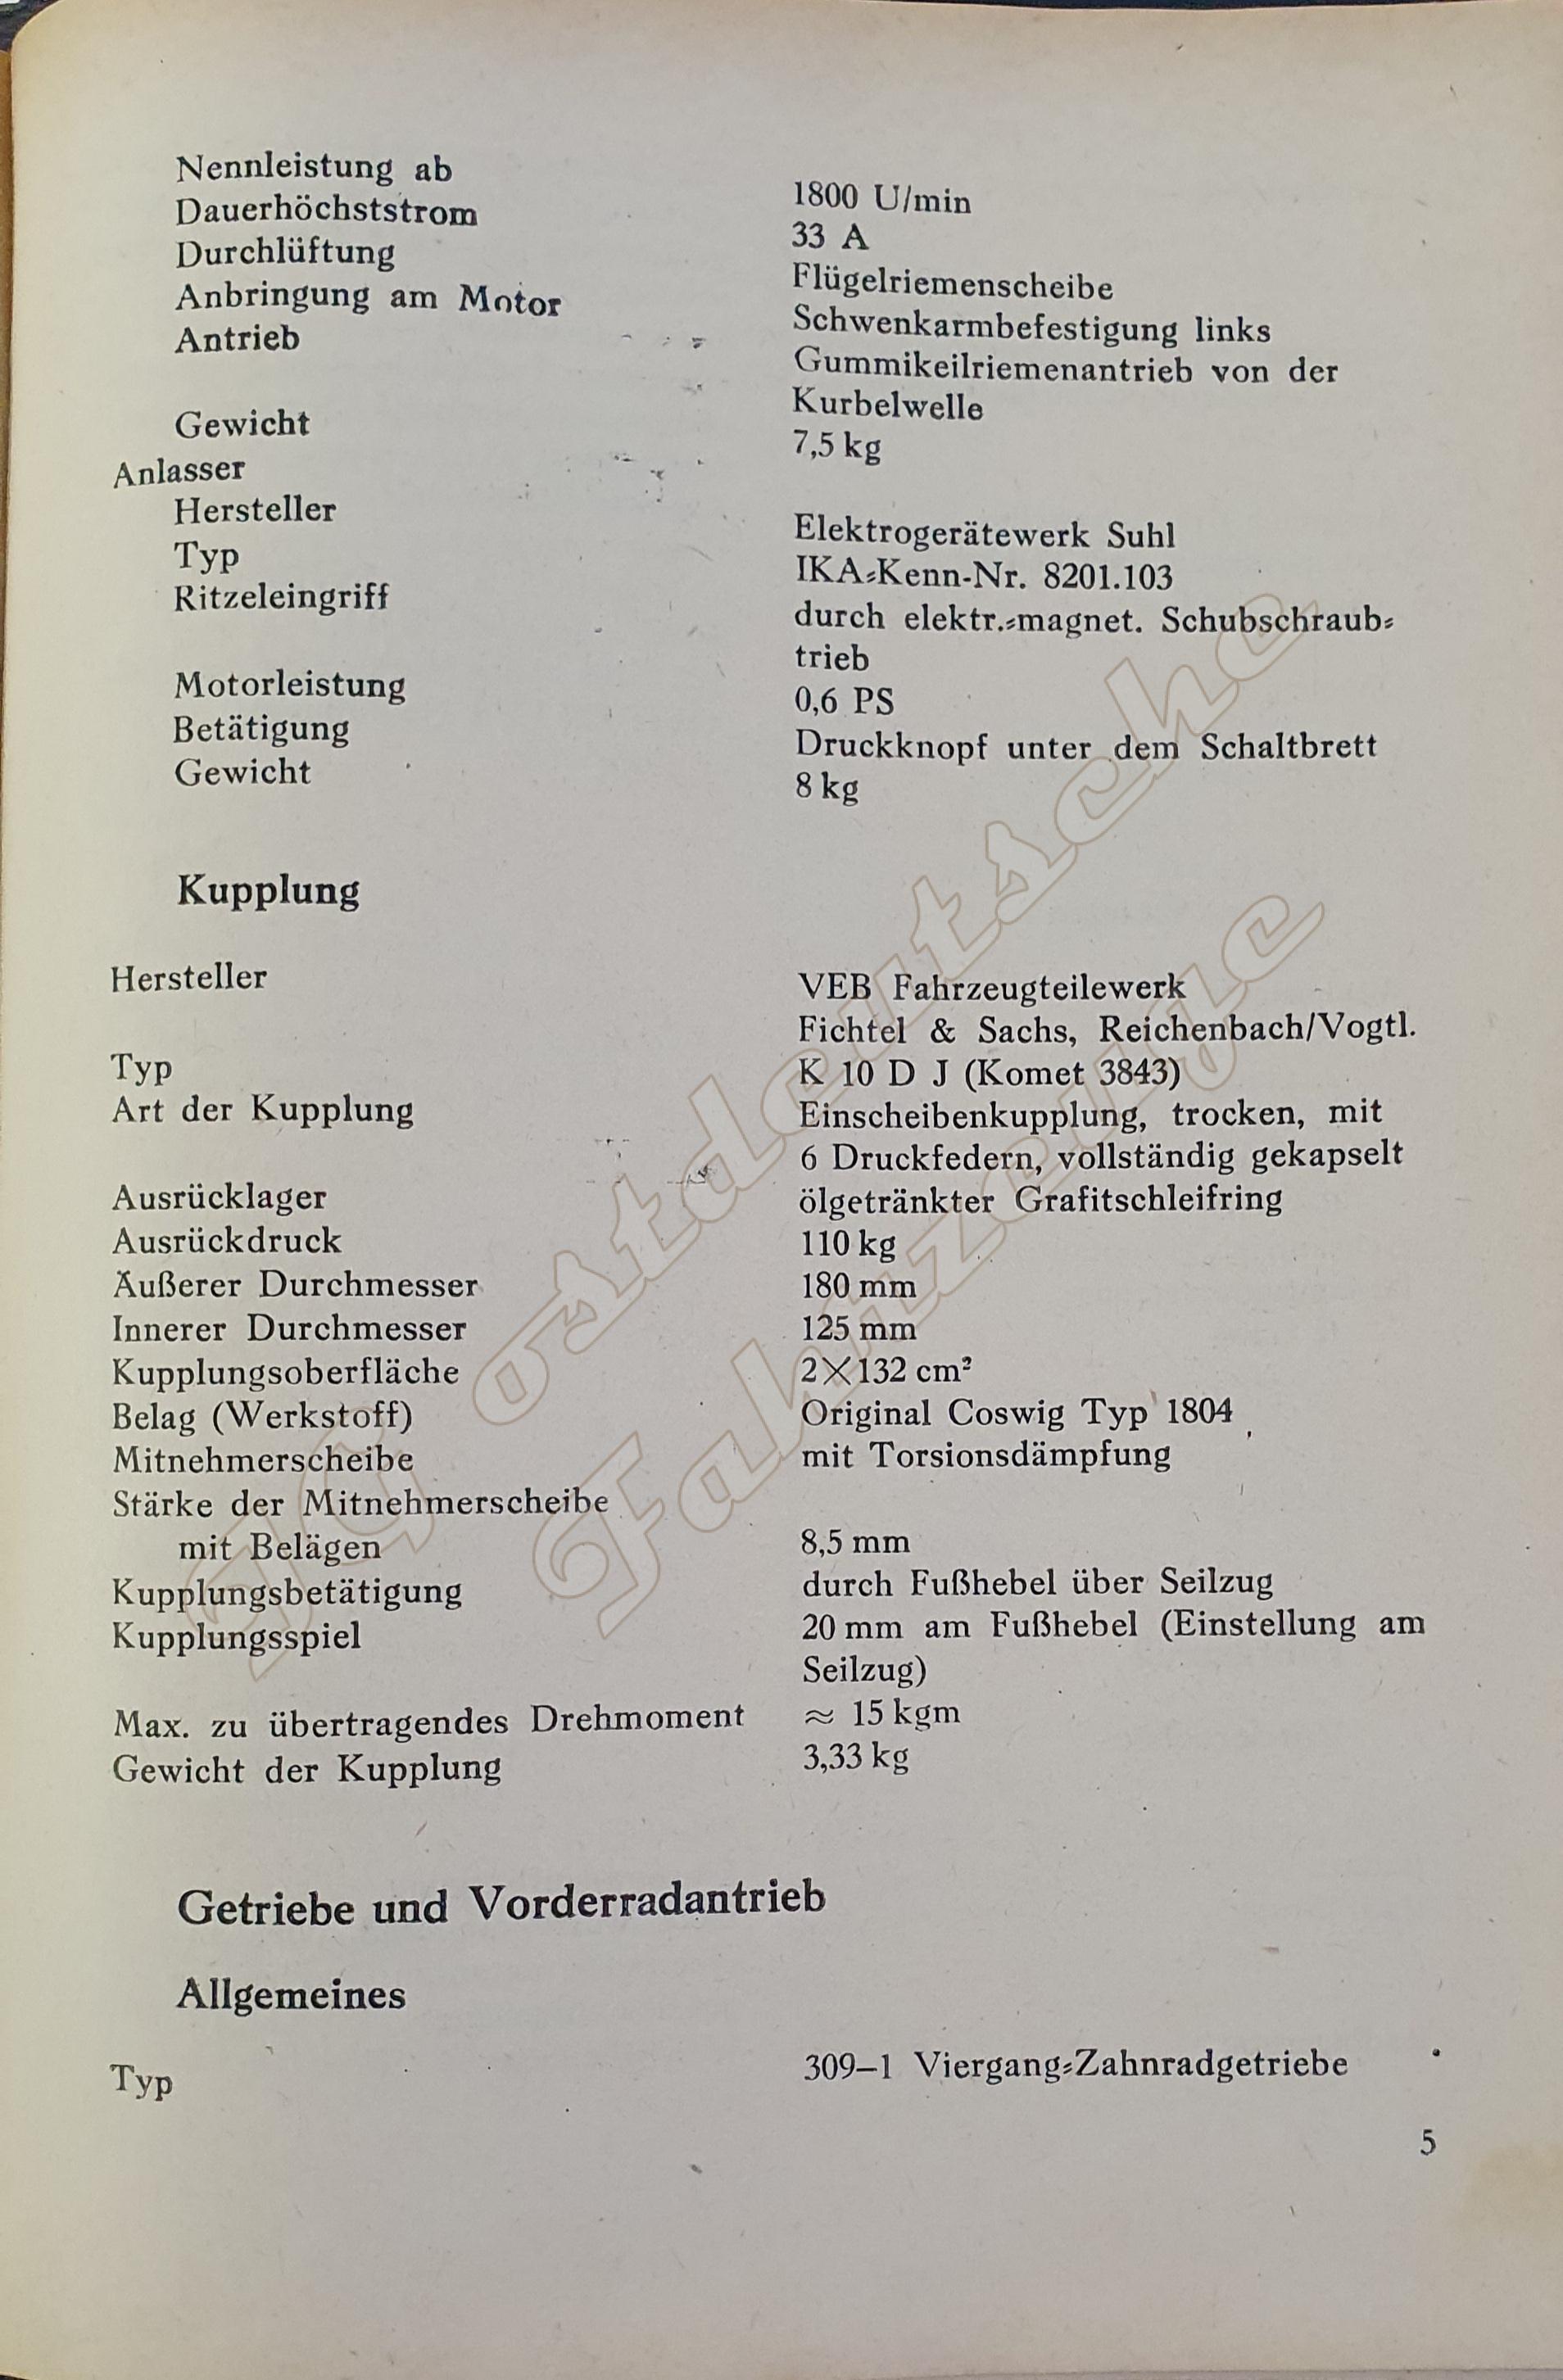 Nennleistung ab 1800 U/min
Dauerhöchststrom 33 A
Durchlüftung Flügelriemenscheibe
Anbringung am Motor Schwenkarmbefestigung links
Antrieb Gummikeilriemenantrieb von der
Kurbelwelle
Gewicht 7,5 kg
Anlasser
Hersteller Elektrogerätewerk Suhl
Typ IKA-Kenn-Nr. 8201.103
Ritzeleingriff durch elektr.-magnet. Schubschraub-
trieb
Motorleistung 0,6 PS
Betätigung Druckknopf unter dem Schaltbrett
Gewicht 8 kg
Kupplung
Hersteller VEB Fahrzeugteilewerk
Fichtel & Sachs, Reichenbach/Vogtl.
Typ K 10 D J (Komet 3843)
Art der Kupplung Einscheibenkupplung, trocken, mit
6 Druckfedern, vollständig gekapselt
Ausrücklager ölgetränkter Grafitschleifring
Ausrückdruck 110 kg
Äußerer Durchmesser 180 mm
Innerer Durchmesser 125 mm
Kupplungsoberfläche 2×132 cm²
Belag (Werkstoff) Original Coswig Typ 1804
Mitnehmerscheibe mit Torsionsdämpfung
Stärke der Mitnehmerscheibe
mit Belägen 8,5 mm
Kupplungsbetätigung durch Fußhebel über Seilzug
Kupplungsspiel 20 mm am Fußhebel (Einstellung am
Seilzug)
Max. zu übertragendes Drehmoment ≈ 15 kgm
Gewicht der Kupplung 3,33 kg
Getriebe und Vorderradantrieb
Allgemeines
Typ 309–1 Viergang-Zahnradgetriebe
5
IG ostdeutsche
Fahrzeuge